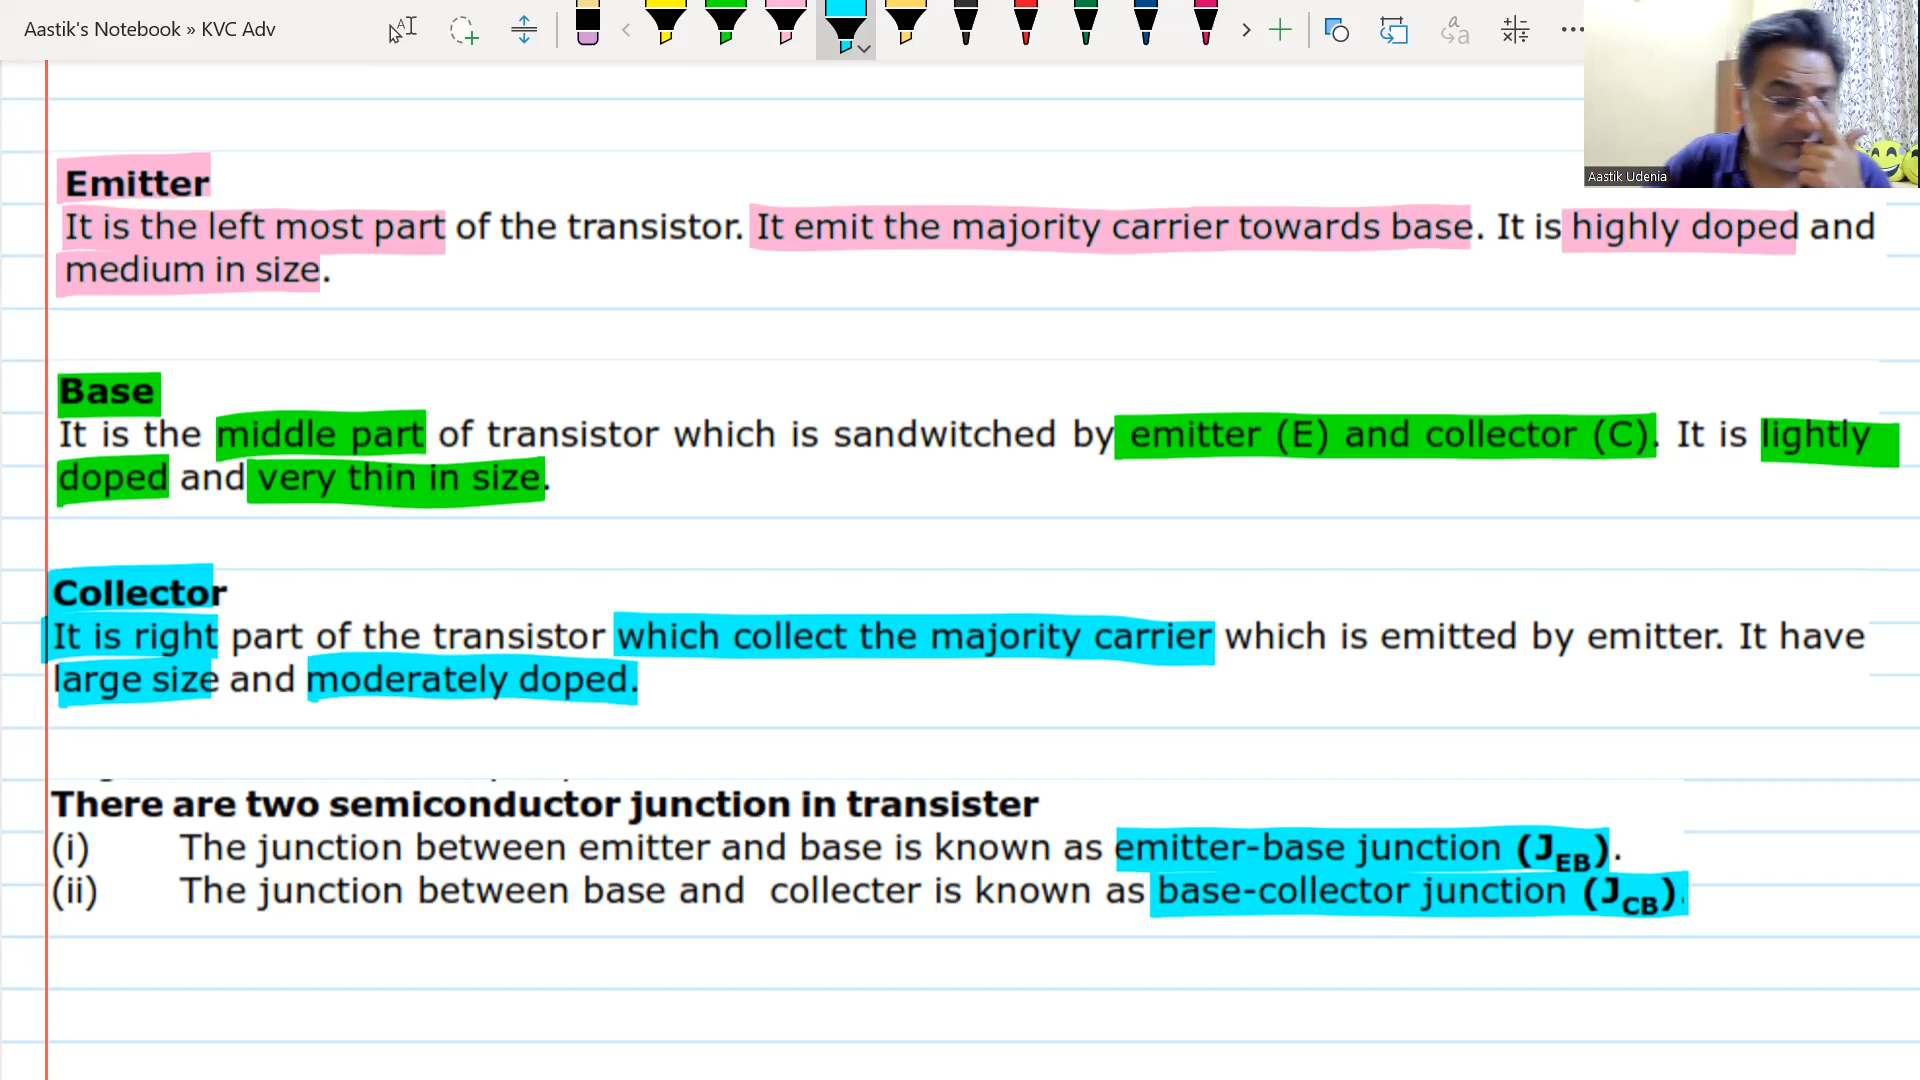 Aastik's Notebook » KVC Adv
Aastik Udenia
Emitter
It is the left most part of the transistor. It emit the majority carrier towards base. It is highly doped and
medium in size.
Base
It is the middle part of transistor which is sandwitched by emitter (E) and collector (C). It is lightly
doped and very thin in size.
Collector
It is right part of the transistor which collect the majority carrier which is emitted by emitter. It have
large size and moderately doped.
There are two semiconductor junction in transister
(i) The junction between emitter and base is known as emitter-base junction (JEB).
(ii) The junction between base and collecter is known as base-collector junction (JCB).